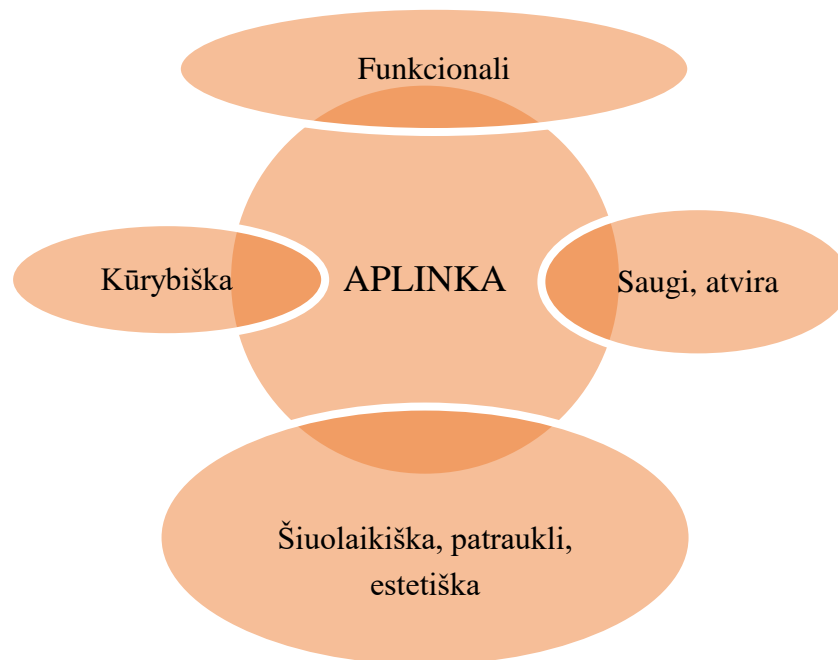 Funkcionali
Kūrybiška
APLINKA
Saugi, atvira
Šiuolaikiška, patraukli,
estetiška